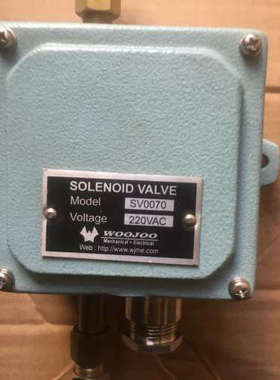 SOLENOID VALVE
Model SV0070
Voltage 220VAC
WOOJOO
Mechanical • Electrical
Web : http://www.wjme.com